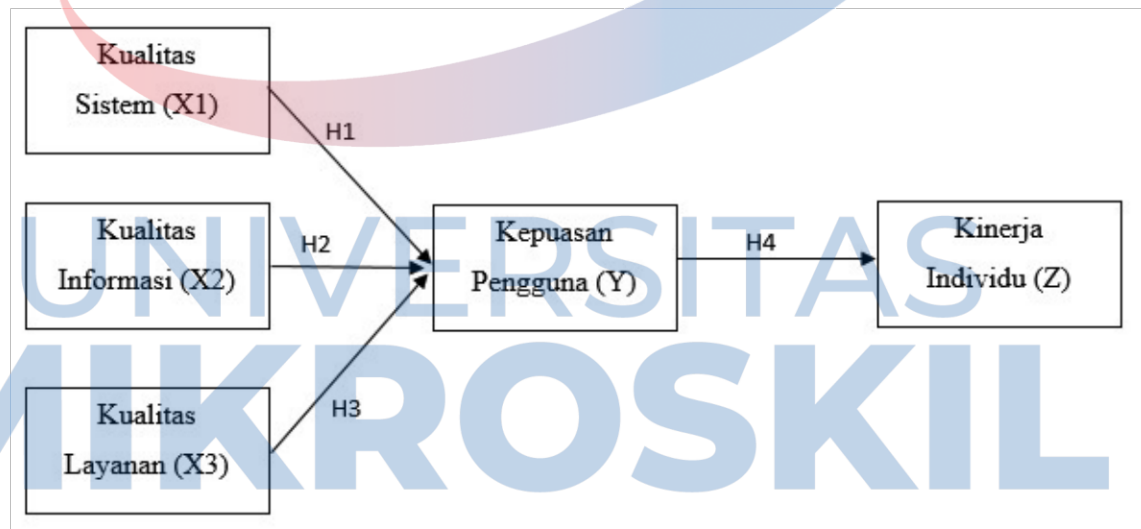 Kualitas
Sistem (X1)
H1
Kualitas
Informasi (X2)
H2
Kepuasan
Pengguna (Y)
H4
Kinerja
Individu (Z)
Kualitas
Layanan (X3)
H3
UNIVERSITAS
MIKROSKIL